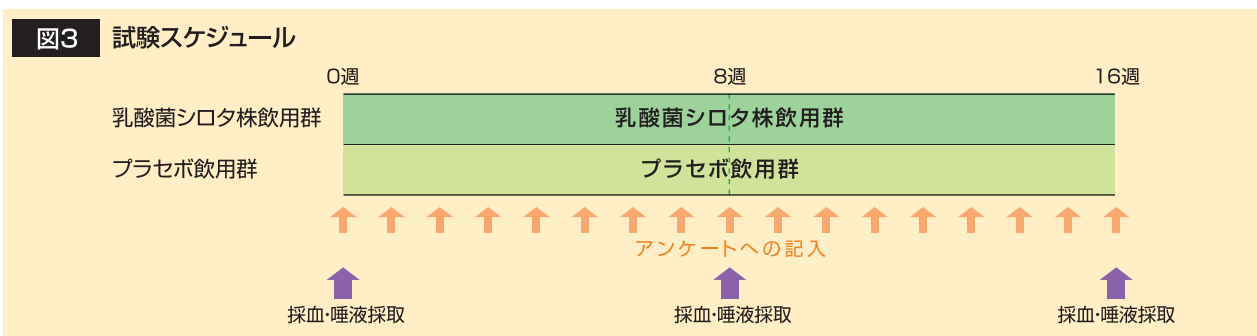 図3 試験スケジュール
0週 8週 16週
乳酸菌シロタ株飲用群 乳酸菌シロタ株飲用群
プラセボ飲用群 プラセボ飲用群
アンケートへの記入
採血・唾液採取 採血・唾液採取 採血・唾液採取